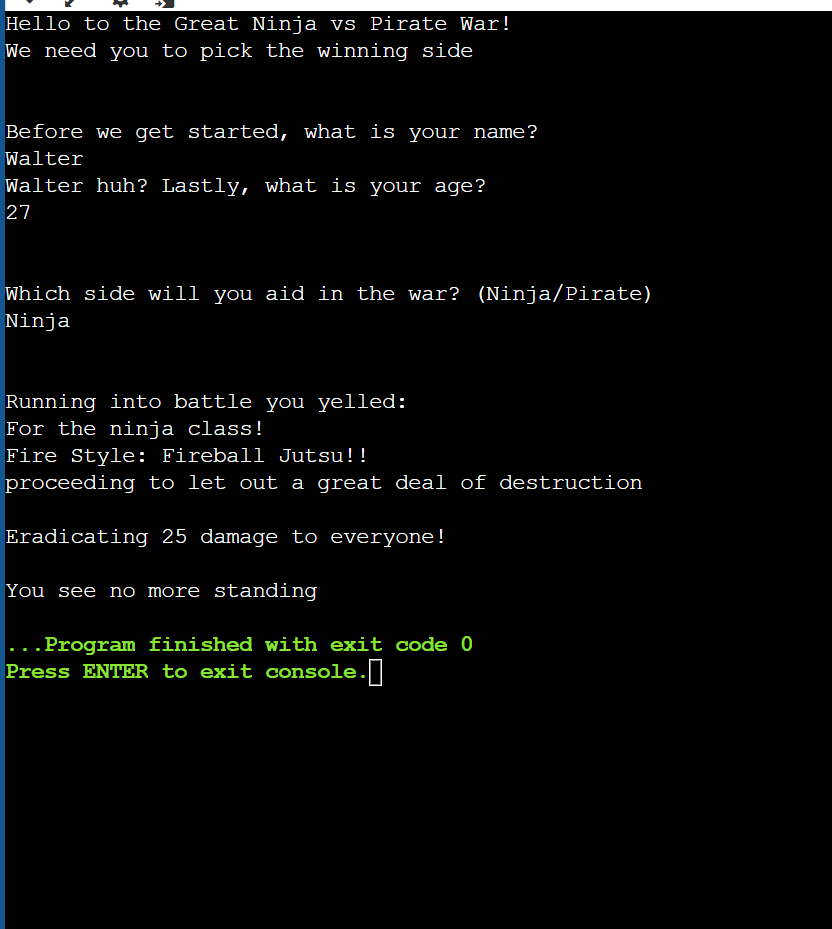 Hello to the Great Ninja vs Pirate War!
We need you to pick the winning side
Before we get started, what is your name?
Walter
Walter huh? Lastly, what is your age?
27
Which side will you aid in the war? (Ninja/Pirate)
Ninja
Running into battle you yelled:
For the ninja class!
Fire Style: Fireball Jutsu!!
proceeding to let out a great deal of destruction
Eradicating 25 damage to everyone!
You see no more standing
...Program finished with exit code 0
Press ENTER to exit console.